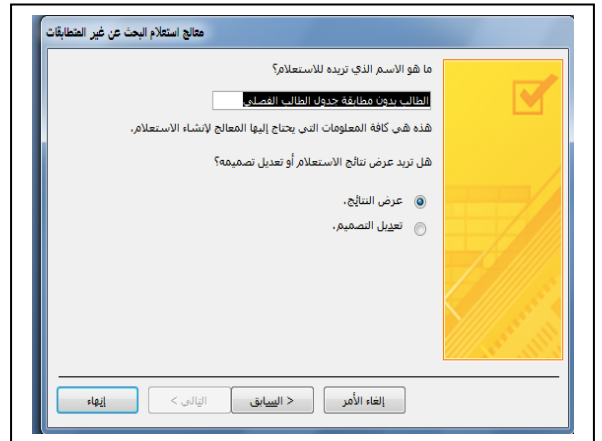 معالج استعلام البحث عن غير المتطابقات
ما هو الاسم الذي تريده للاستعلام؟
الطالب بدون مطابقة جدول الطالب الفصلي
هذه هي كافة المعلومات التي يحتاج إليها المعالج لإنشاء الاستعلام.
هل تريد عرض نتائج الاستعلام أو تعديل تصميمه؟
عرض النتائج.
تعديل التصميم.
إلغاء الأمر
< السابق
التالي >
إنهاء